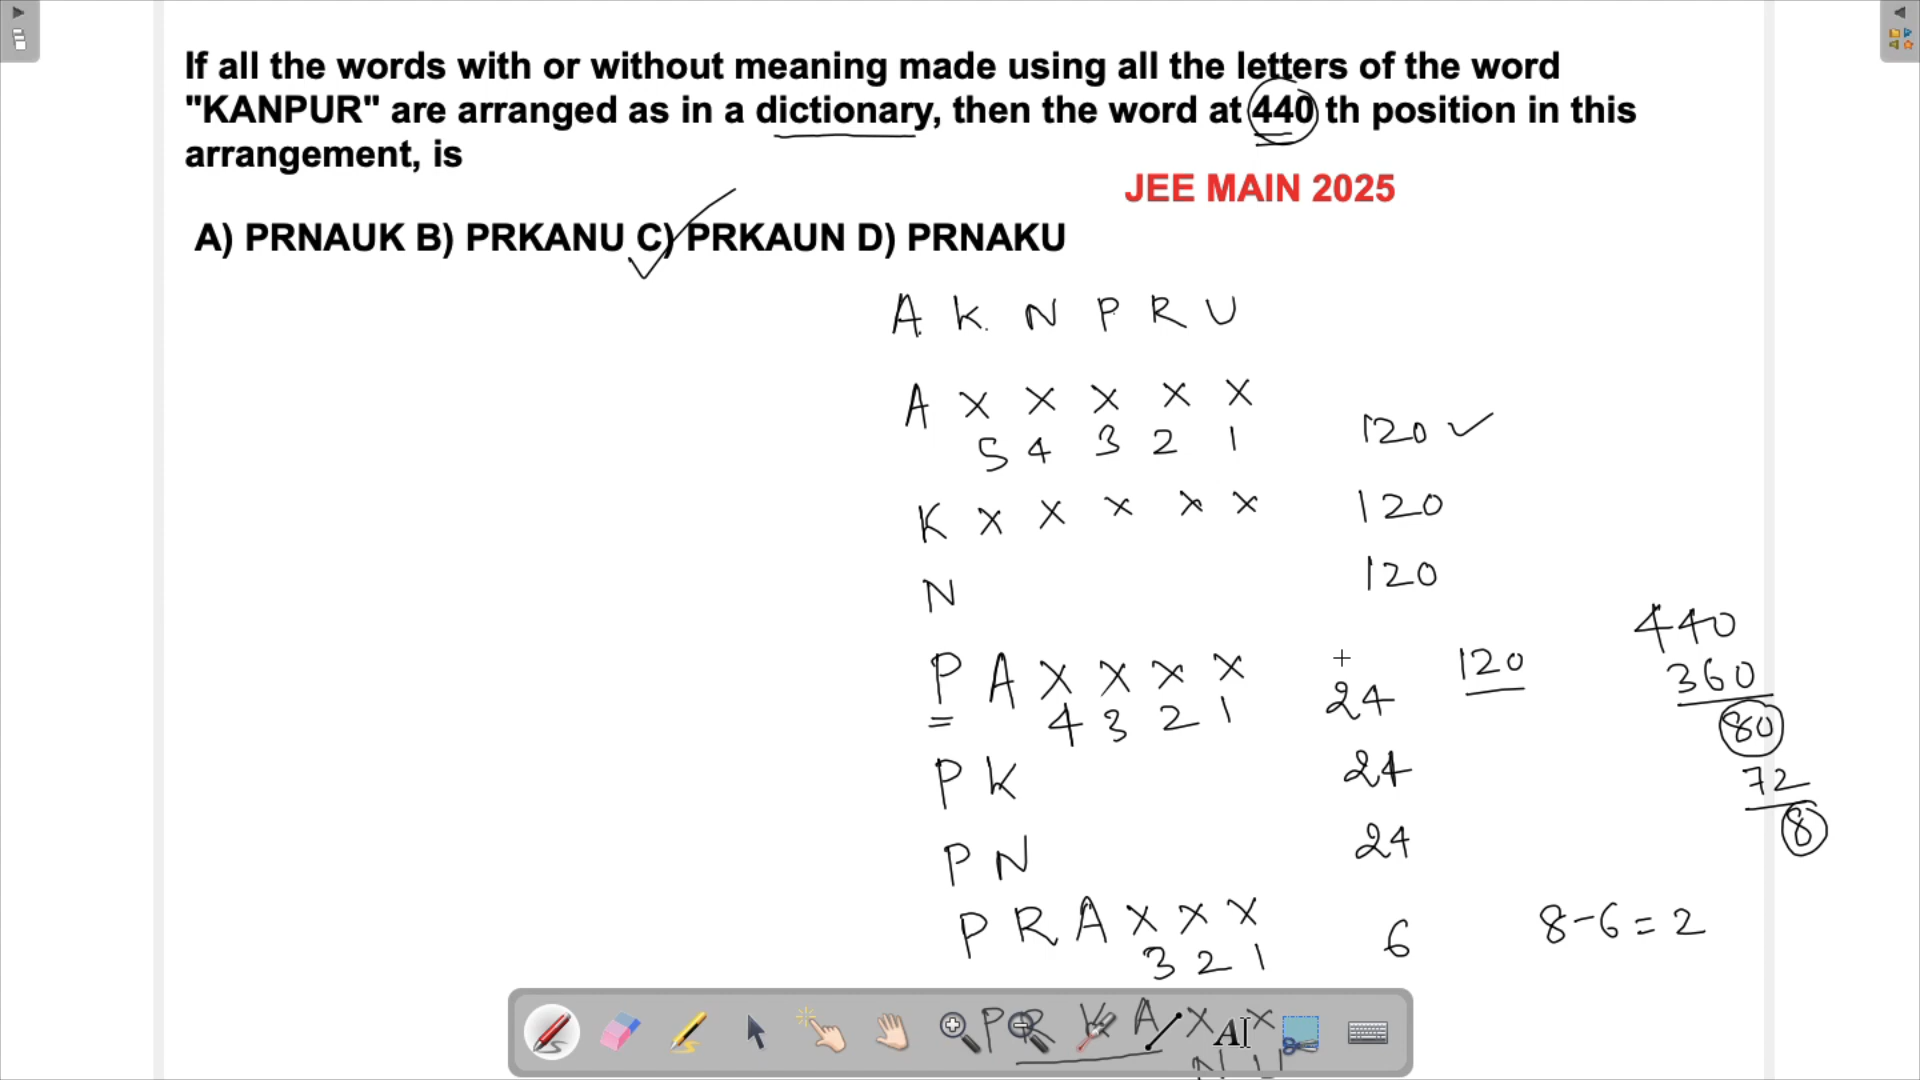 If all the words with or without meaning made using all the letters of the word
"KANPUR" are arranged as in a dictionary, then the word at 440 th position in this
arrangement, is
JEE MAIN 2025
A) PRNAUK B) PRKANU C) PRKAUN D) PRNAKU
A K N P R U
A X X X X X
5 4 3 2 1 120 ✓
K X X X X X 120
N 120
440
P A X X X X + 120 360
4 3 2 1 24 80
P K 24 72
P N 24 8
P R A X X X 6 8-6=2
3 2 1
P R K A X X
N U